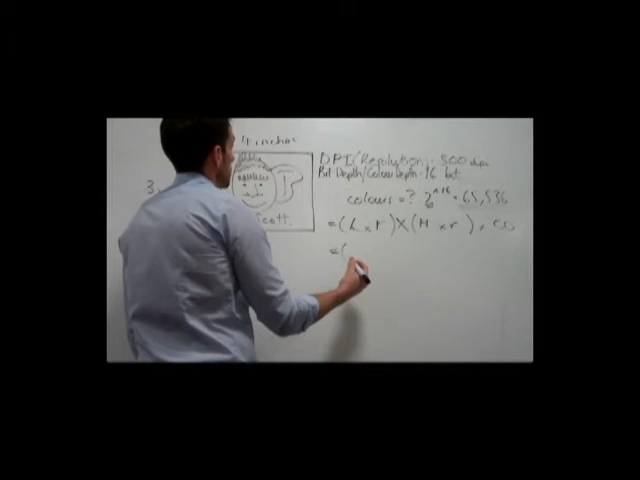 4 inches
DPI/Resolution: 500 dpi
Bit Depth/Colour Depth: 16 bit
3,
colours = ? 2^16 = 65,536
Scott.
=(L x r)X(H x r) x CD
=(